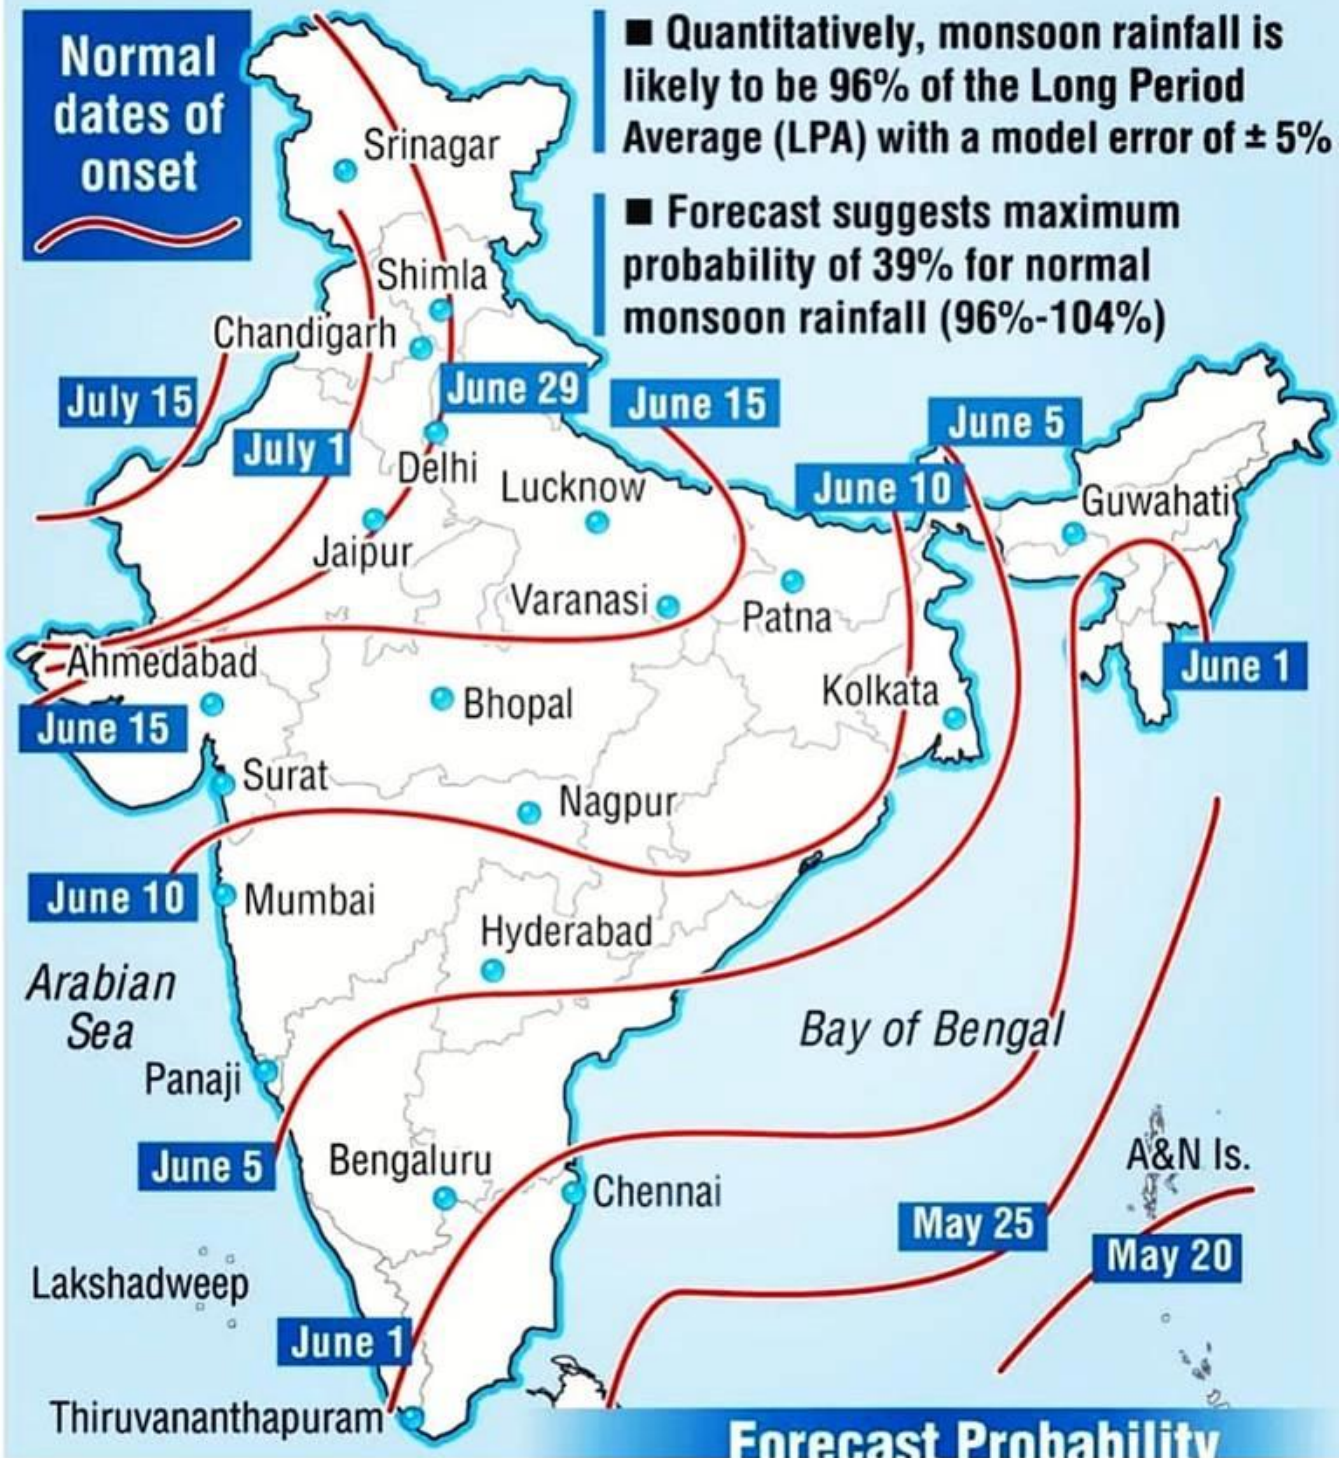 Normal
dates of
onset
■ Quantitatively, monsoon rainfall is
likely to be 96% of the Long Period
Average (LPA) with a model error of ± 5%
■ Forecast suggests maximum
probability of 39% for normal
monsoon rainfall (96%-104%)
Srinagar
Shimla
Chandigarh
July 15
June 29
June 15
June 5
July 1
Delhi
Lucknow
June 10
Guwahati
Jaipur
Varanasi
Patna
Ahmedabad
June 1
Bhopal
Kolkata
June 15
Surat
Nagpur
June 10
Mumbai
Hyderabad
Arabian
Sea
Bay of Bengal
Panaji
June 5
Bengaluru
Chennai
A&N Is.
May 25
May 20
Lakshadweep
June 1
Thiruvananthapuram
Forecast Probability